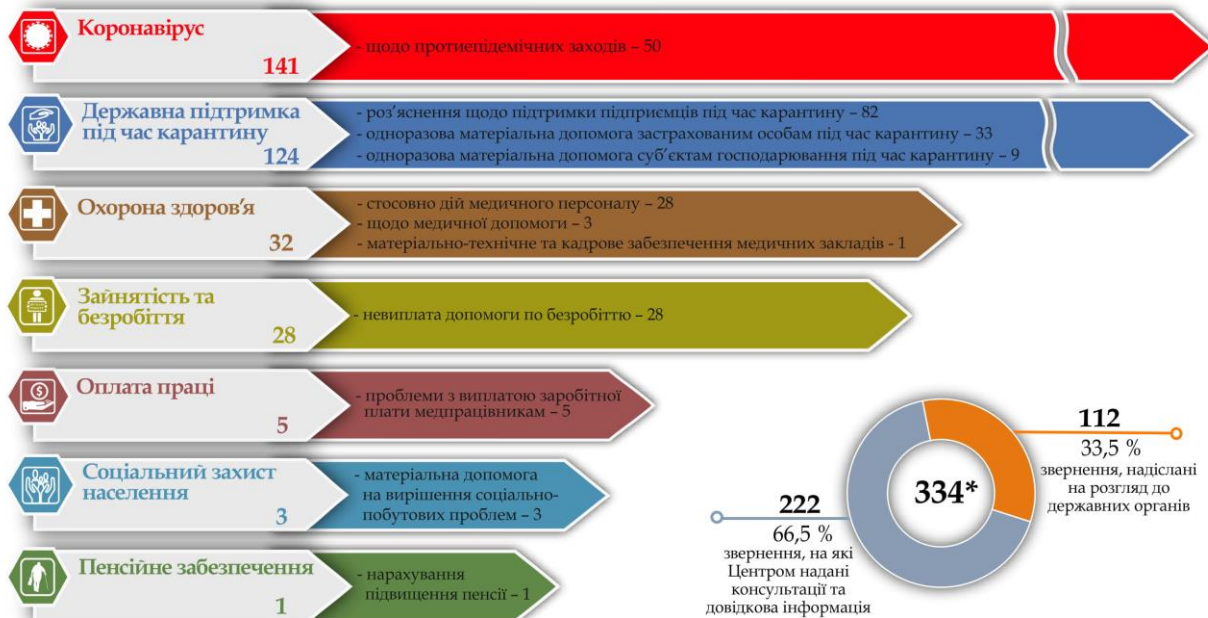 Коронавірус
141
- щодо протиепідемічних заходів – 50
Державна підтримка
під час карантину
124
- роз’яснення щодо підтримки підприємців під час карантину – 82
- одноразова матеріальна допомога застрахованим особам під час карантину – 33
- одноразова матеріальна допомога суб’єктам господарювання під час карантину – 9
Охорона здоров’я
32
- стосовно дій медичного персоналу – 28
- щодо медичної допомоги – 3
- матеріально-технічне та кадрове забезпечення медичних закладів - 1
Зайнятість та
безробіття
28
- невиплата допомоги по безробіттю – 28
Оплата праці
5
- проблеми з виплатою заробітної
плати медпрацівникам – 5
Соціальний захист
населення
3
- матеріальна допомога
на вирішення соціально-
побутових проблем – 3
Пенсійне забезпечення
1
- нарахування
підвищення пенсії – 1
334*
112
33,5 %
звернення, надіслані
на розгляд до
державних органів
222
66,5 %
звернення, на які
Центром надані
консультації та
довідкова інформація